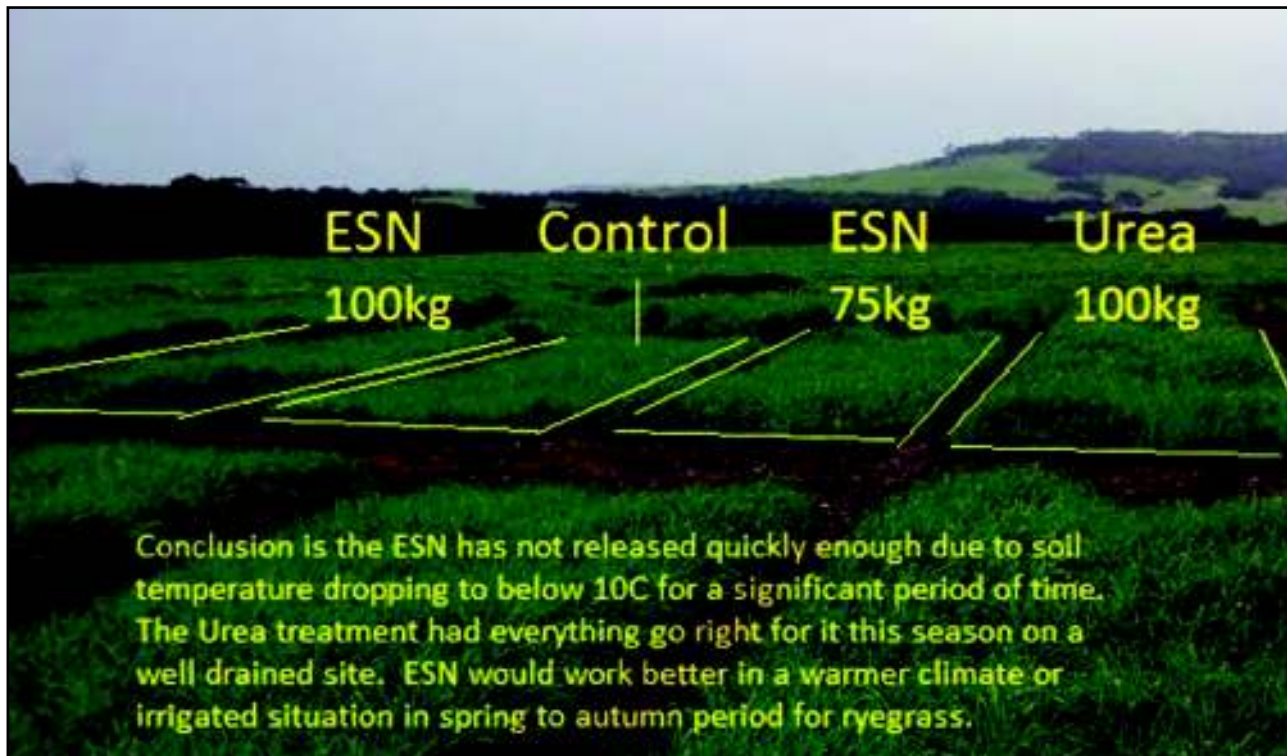 ESN Control ESN Urea
100kg 75kg 100kg
Conclusion is the ESN has not released quickly enough due to soil
temperature dropping to below 10C for a significant period of time.
The Urea treatment had everything go right for it this season on a
well drained site. ESN would work better in a warmer climate or
irrigated situation in spring to autumn period for ryegrass.